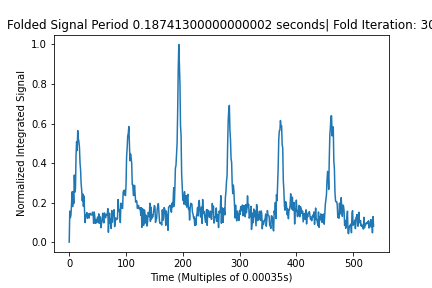 Folded Signal Period 0.18741300000000002 seconds| Fold Iteration: 30
1.0
0.8
0.6
0.4
0.2
0.0
Normalized Integrated Signal
0 100 200 300 400 500
Time (Multiples of 0.00035s)